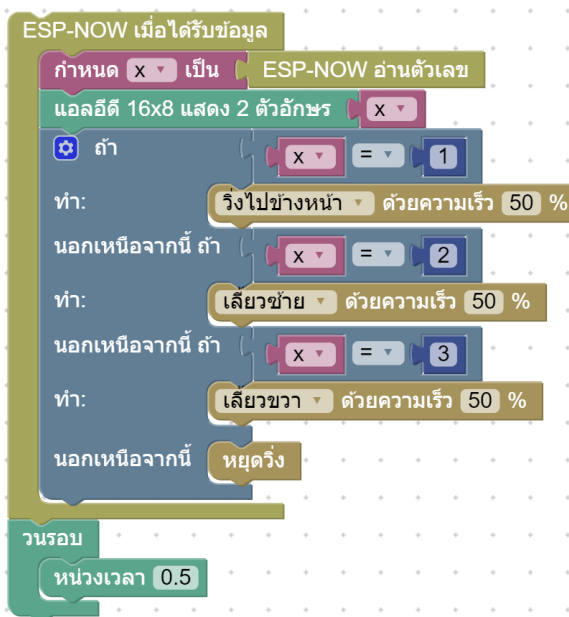 ESP-NOW เมื่อได้รับข้อมูล
กำหนด x เป็น ESP-NOW อ่านตัวเลข
แอลอีดี 16x8 แสดง 2 ตัวอักษร x
ถ้า x = 1
ทำ: วิ่งไปข้างหน้า ด้วยความเร็ว 50 %
นอกเหนือจากนี้ ถ้า x = 2
ทำ: เลี้ยวซ้าย ด้วยความเร็ว 50 %
นอกเหนือจากนี้ ถ้า x = 3
ทำ: เลี้ยวขวา ด้วยความเร็ว 50 %
นอกเหนือจากนี้ หยุดวิ่ง
วนรอบ
หน่วงเวลา 0.5